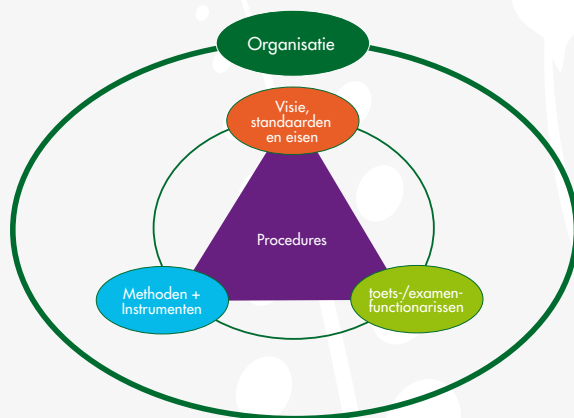 Organisatie
Visie,
standaarden
en eisen
Procedures
Methoden +
Instrumenten
toets-/examen-
functionarissen